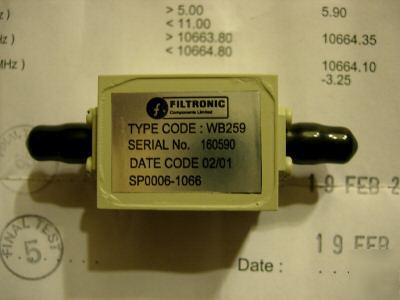 > 5.00 5.90
< 11.00
) > 10663.80 10664.35
< 10664.80
MHz ) 10664.10
-3.25
f FILTRONIC
Components Limited
TYPE CODE : WB259
SERIAL No. 160590
DATE CODE 02/01
SP0006-1066
19 FEB 2
FINAL TEST
5
19 FEB
Date :